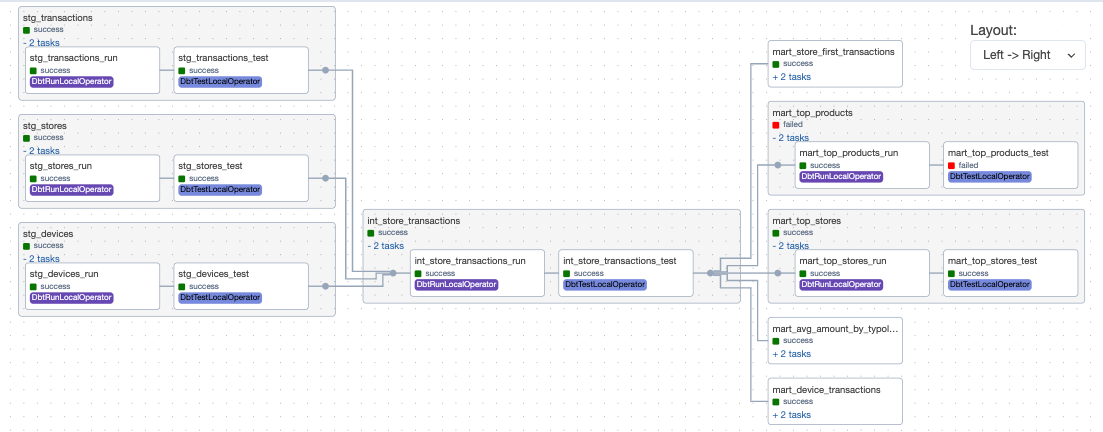 stg_transactions
success
- 2 tasks
stg_transactions_run
success
DbtRunLocalOperator
stg_transactions_test
success
DbtTestLocalOperator
stg_stores
success
- 2 tasks
stg_stores_run
success
DbtRunLocalOperator
stg_stores_test
success
DbtTestLocalOperator
stg_devices
success
- 2 tasks
stg_devices_run
success
DbtRunLocalOperator
stg_devices_test
success
DbtTestLocalOperator
int_store_transactions
success
- 2 tasks
int_store_transactions_run
success
DbtRunLocalOperator
int_store_transactions_test
success
DbtTestLocalOperator
Layout:
Left -> Right
mart_store_first_transactions
success
+ 2 tasks
mart_top_products
failed
- 2 tasks
mart_top_products_run
success
DbtRunLocalOperator
mart_top_products_test
failed
DbtTestLocalOperator
mart_top_stores
success
- 2 tasks
mart_top_stores_run
success
DbtRunLocalOperator
mart_top_stores_test
success
DbtTestLocalOperator
mart_avg_amount_by_typol...
success
+ 2 tasks
mart_device_transactions
success
+ 2 tasks